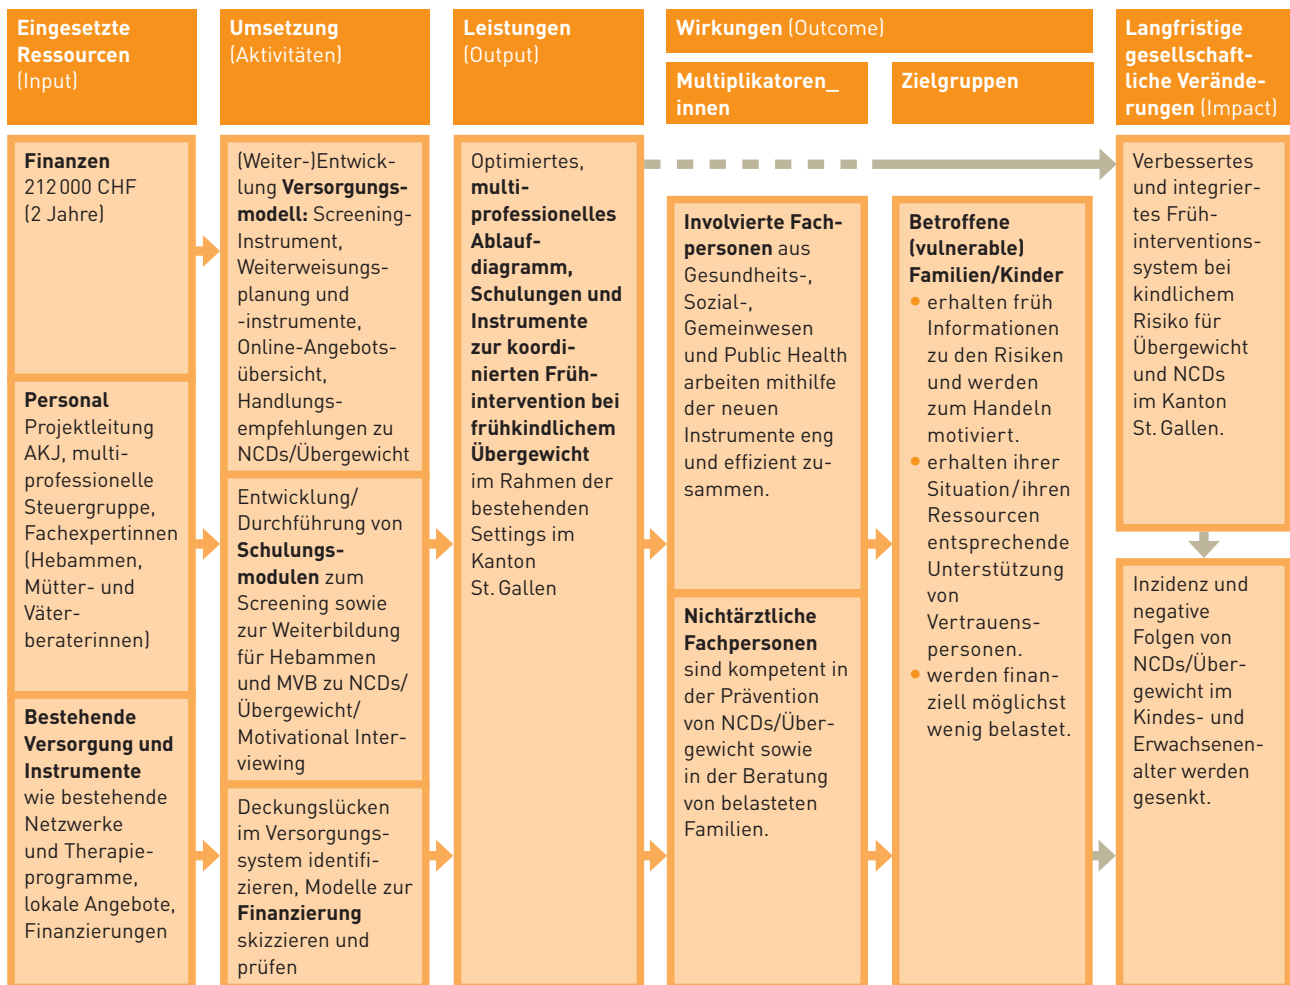 Eingesetzte
Ressourcen
(Input)
Umsetzung
(Aktivitäten)
Leistungen
(Output)
Wirkungen (Outcome)
Multiplikatoren_
innen
Zielgruppen
Langfristige
gesellschaft-
liche Verände-
rungen (Impact)
Finanzen
212 000 CHF
(2 Jahre)
Personal
Projektleitung
AKJ, multi-
professionelle
Steuergruppe,
Fachexpertinnen
(Hebammen,
Mütter- und
Väter-
beraterinnen)
Bestehende
Versorgung und
Instrumente
wie bestehende
Netzwerke
und Therapie-
programme,
lokale Angebote,
Finanzierungen
(Weiter-)Entwick-
lung Versorgungs-
modell: Screening-
Instrument,
Weiterweisungs-
planung und
-instrumente,
Online-Angebots-
übersicht,
Handlungs-
empfehlungen zu
NCDs/Übergewicht
Entwicklung/
Durchführung von
Schulungs-
modulen zum
Screening sowie
zur Weiterbildung
für Hebammen
und MVB zu NCDs/
Übergewicht/
Motivational Inter-
viewing
Deckungslücken
im Versorgungs-
system identifi-
zieren, Modelle zur
Finanzierung
skizzieren und
prüfen
Optimiertes,
multi-
professionelles
Ablauf-
diagramm,
Schulungen und
Instrumente
zur koordi-
nierten Früh-
intervention bei
frühkindlichem
Übergewicht
im Rahmen der
bestehenden
Settings im
Kanton
St. Gallen
Involvierte Fach-
personen aus
Gesundheits-,
Sozial-,
Gemeinwesen
und Public Health
arbeiten mithilfe
der neuen
Instrumente eng
und effizient zu-
sammen.
Nichtärztliche
Fachpersonen
sind kompetent in
der Prävention
von NCDs/Über-
gewicht sowie
in der Beratung
von belasteten
Familien.
Betroffene
(vulnerable)
Familien/Kinder
• erhalten früh
Informationen
zu den Risiken
und werden
zum Handeln
motiviert.
• erhalten ihrer
Situation/ihren
Ressourcen
entsprechende
Unterstützung
von
Vertrauens-
personen.
• werden finan-
ziell möglichst
wenig belastet.
Verbessertes
und integrier-
tes Früh-
interventions-
system bei
kindlichem
Risiko für
Übergewicht
und NCDs
im Kanton
St. Gallen.
Inzidenz und
negative
Folgen von
NCDs/Über-
gewicht im
Kindes- und
Erwachsenen-
alter werden
gesenkt.